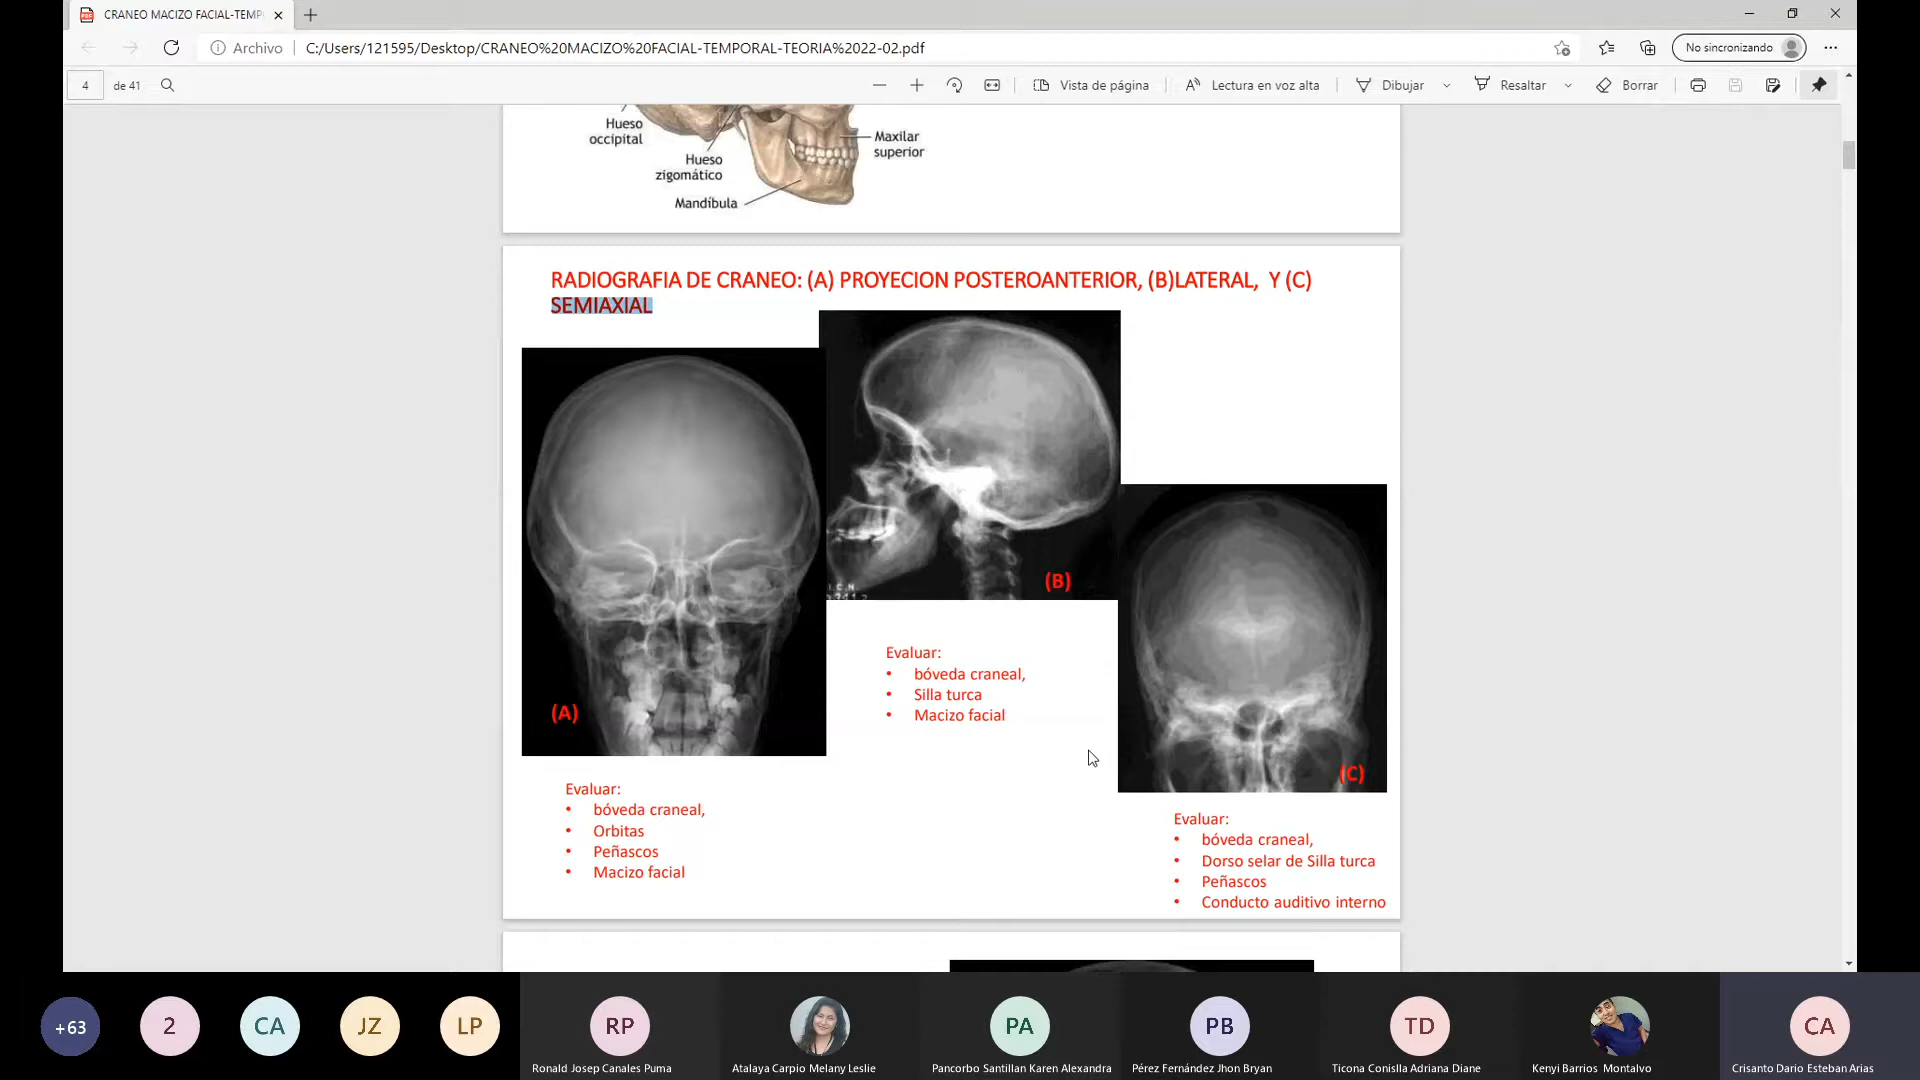 CRANEO MACIZO FACIAL-TEMP
Archivo
C:/Users/121595/Desktop/CRANEO%20MACIZO%20FACIAL-TEMPORAL-TEORIA%2022-02.pdf
No sincronizando
4
de 41
Vista de página
Lectura en voz alta
Dibujar
Resaltar
Borrar
Hueso
occipital
Hueso
zigomático
Mandíbula
Maxilar
superior
RADIOGRAFIA DE CRANEO: (A) PROYECION POSTEROANTERIOR, (B)LATERAL, Y (C)
SEMIAXIAL
(A)
(B)
(C)
Evaluar:
• bóveda craneal,
• Orbitas
• Peñascos
• Macizo facial
Evaluar:
• bóveda craneal,
• Silla turca
• Macizo facial
Evaluar:
• bóveda craneal,
• Dorso selar de Silla turca
• Peñascos
• Conducto auditivo interno
+63
2
CA
JZ
LP
RP
Ronald Josep Canales Puma
Atalaya Carpio Melany Leslie
PA
Pancorbo Santillan Karen Alexandra
PB
Pérez Fernández Jhon Bryan
TD
Ticona Conislla Adriana Diane
Kenyi Barrios Montalvo
CA
Crisanto Dario Esteban Arias